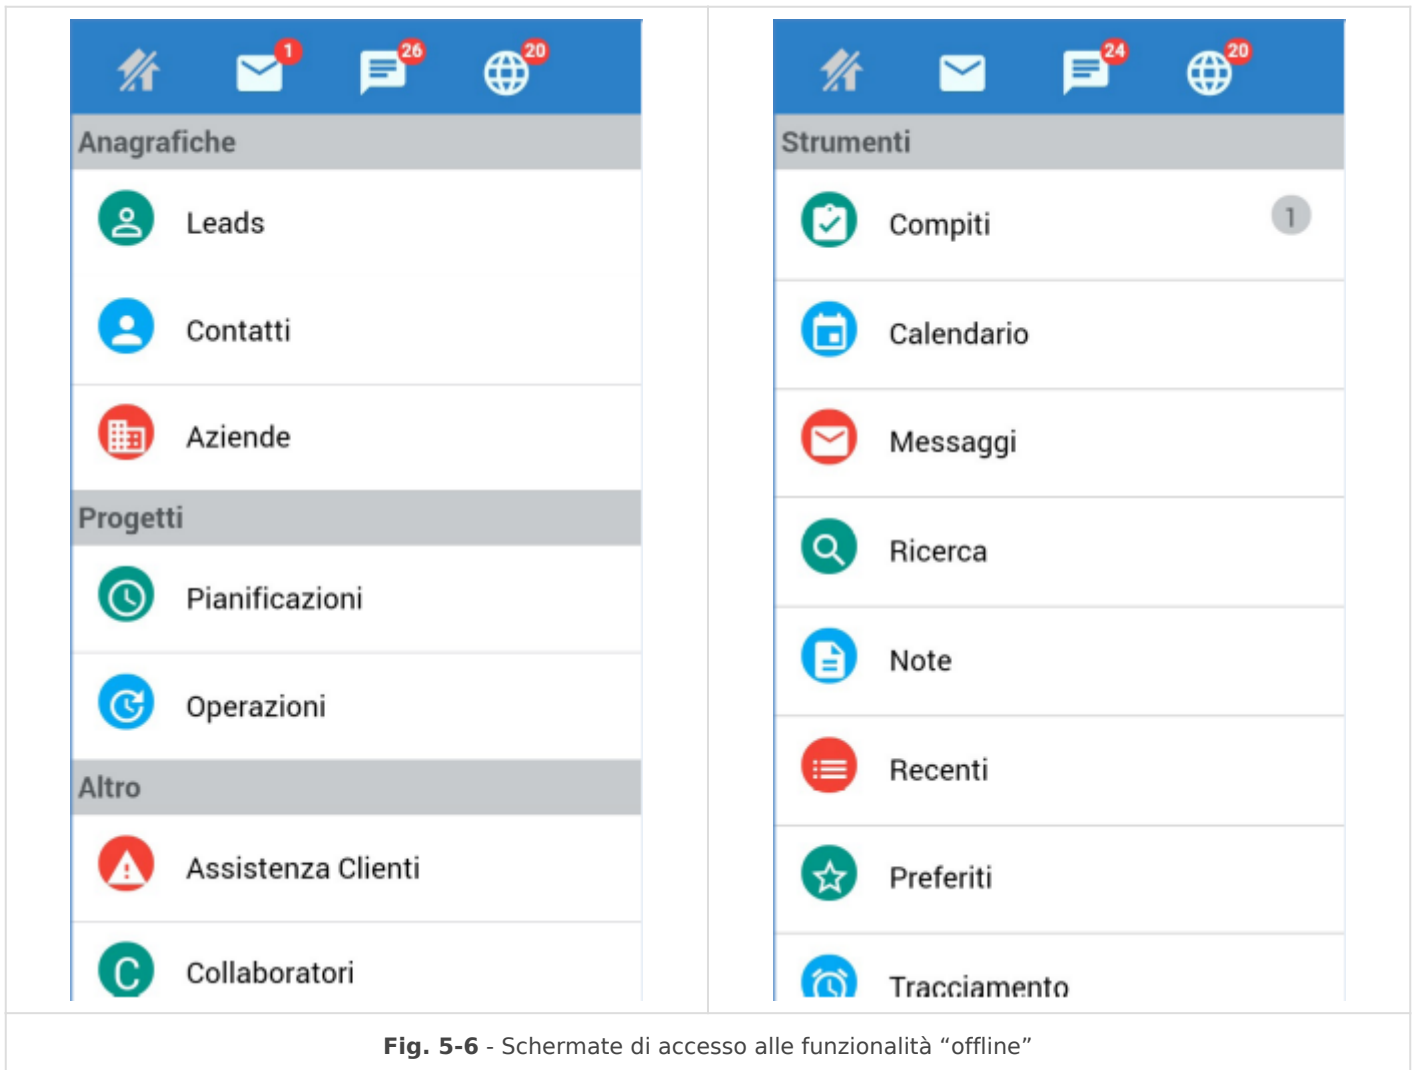 1
26
20
Anagrafiche
Leads
Contatti
Aziende
Progetti
Pianificazioni
Operazioni
Altro
Assistenza Clienti
C
Collaboratori
24
20
Strumenti
Compiti
1
Calendario
Messaggi
Ricerca
Note
Recenti
Preferiti
Tracciamento
Fig. 5-6 - Schermate di accesso alle funzionalità “offline”